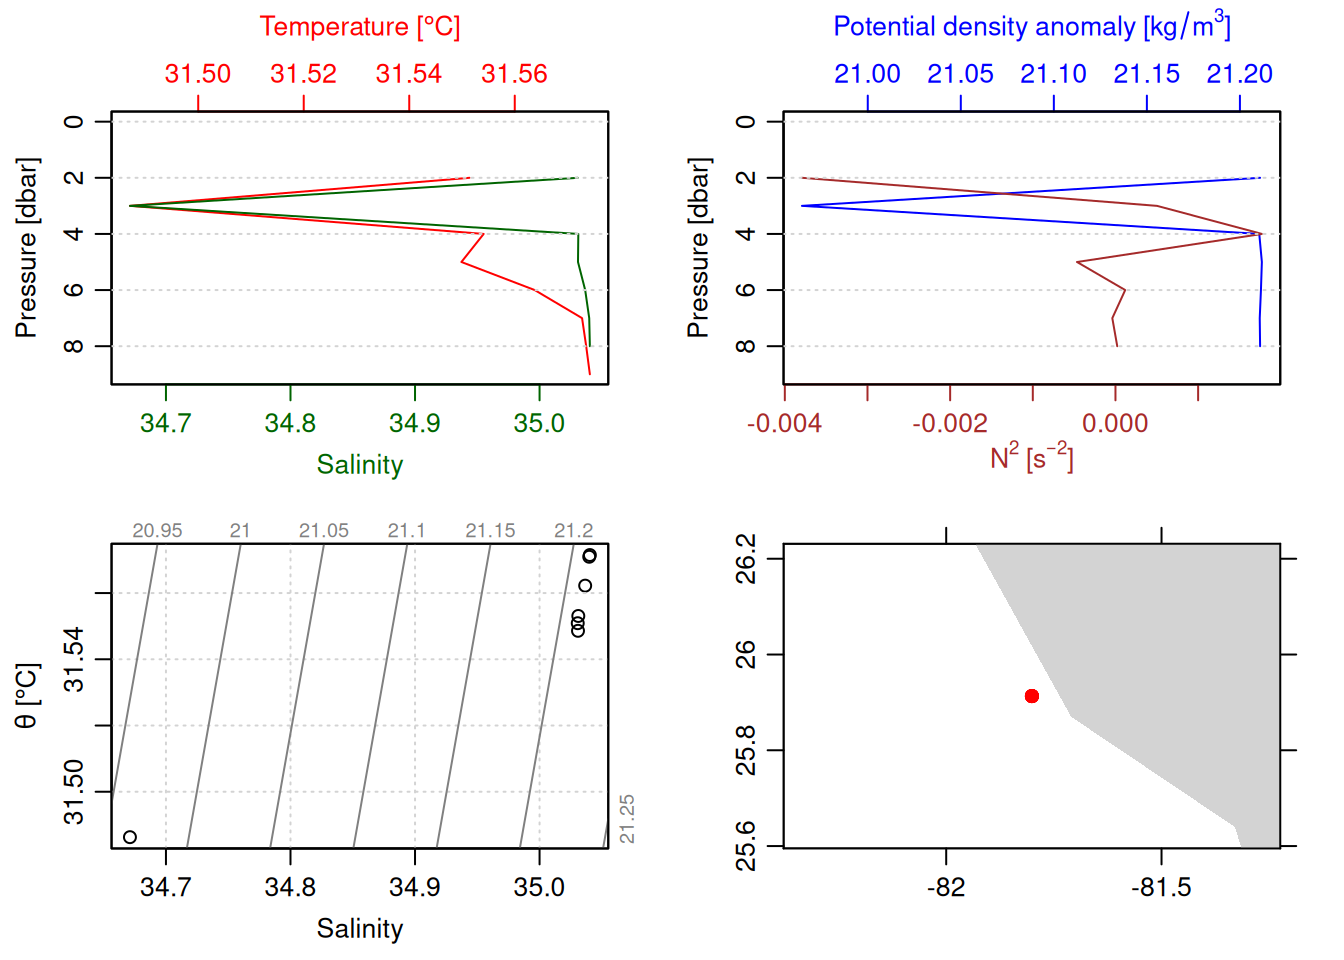 Temperature [°C]
31.50 31.52 31.54 31.56
Pressure [dbar]
0
2
4
6
8
34.7 34.8 34.9 35.0
Salinity
Potential density anomaly [kg/m³]
21.00 21.05 21.10 21.15 21.20
Pressure [dbar]
0
2
4
6
8
-0.004 -0.002 0.000
N² [s⁻²]
20.95 21 21.05 21.1 21.15 21.2
θ [°C]
31.54
31.50
21.25
34.7 34.8 34.9 35.0
Salinity
26.2
26
25.8
25.6
-82 -81.5